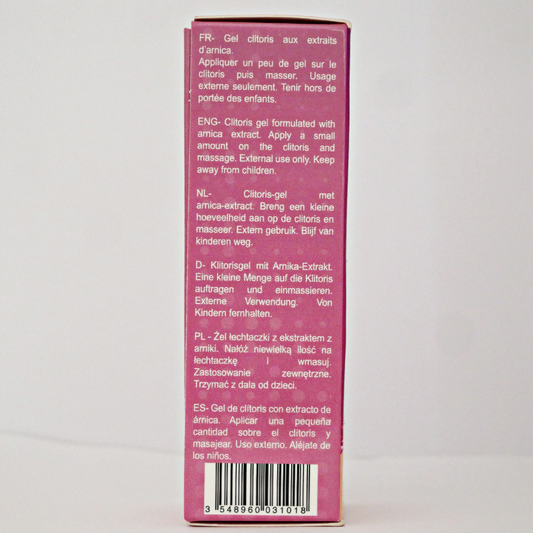 FR- Gel clitoris aux extraits
d'arnica.
Appliquer un peu de gel sur le
clitoris puis masser. Usage
externe seulement. Tenir hors de
portée des enfants.
ENG- Clitoris gel formulated with
arnica extract. Apply a small
amount on the clitoris and
massage. External use only. Keep
away from children.
NL- Clitoris-gel met
arnica-extract. Breng een kleine
hoeveelheid aan op de clitoris en
masseer. Extern gebruik. Blijf van
kinderen weg.
D- Klitorisgel mit Arnika-Extrakt.
Eine kleine Menge auf die Klitoris
auftragen und einmassieren.
Externe Verwendung. Von
Kindern fernhalten.
PL - Żel łechtaczki z ekstraktem z
arniki. Nałóż niewielką ilość na
łechtaczkę i wmasuj.
Zastosowanie zewnętrzne.
Trzymać z dala od dzieci.
ES- Gel de clítoris con extracto de
árnica. Aplicar una pequeña
cantidad sobre el clítoris y
masajear. Uso externo. Aléjate de
los niños.
3 548960 031018